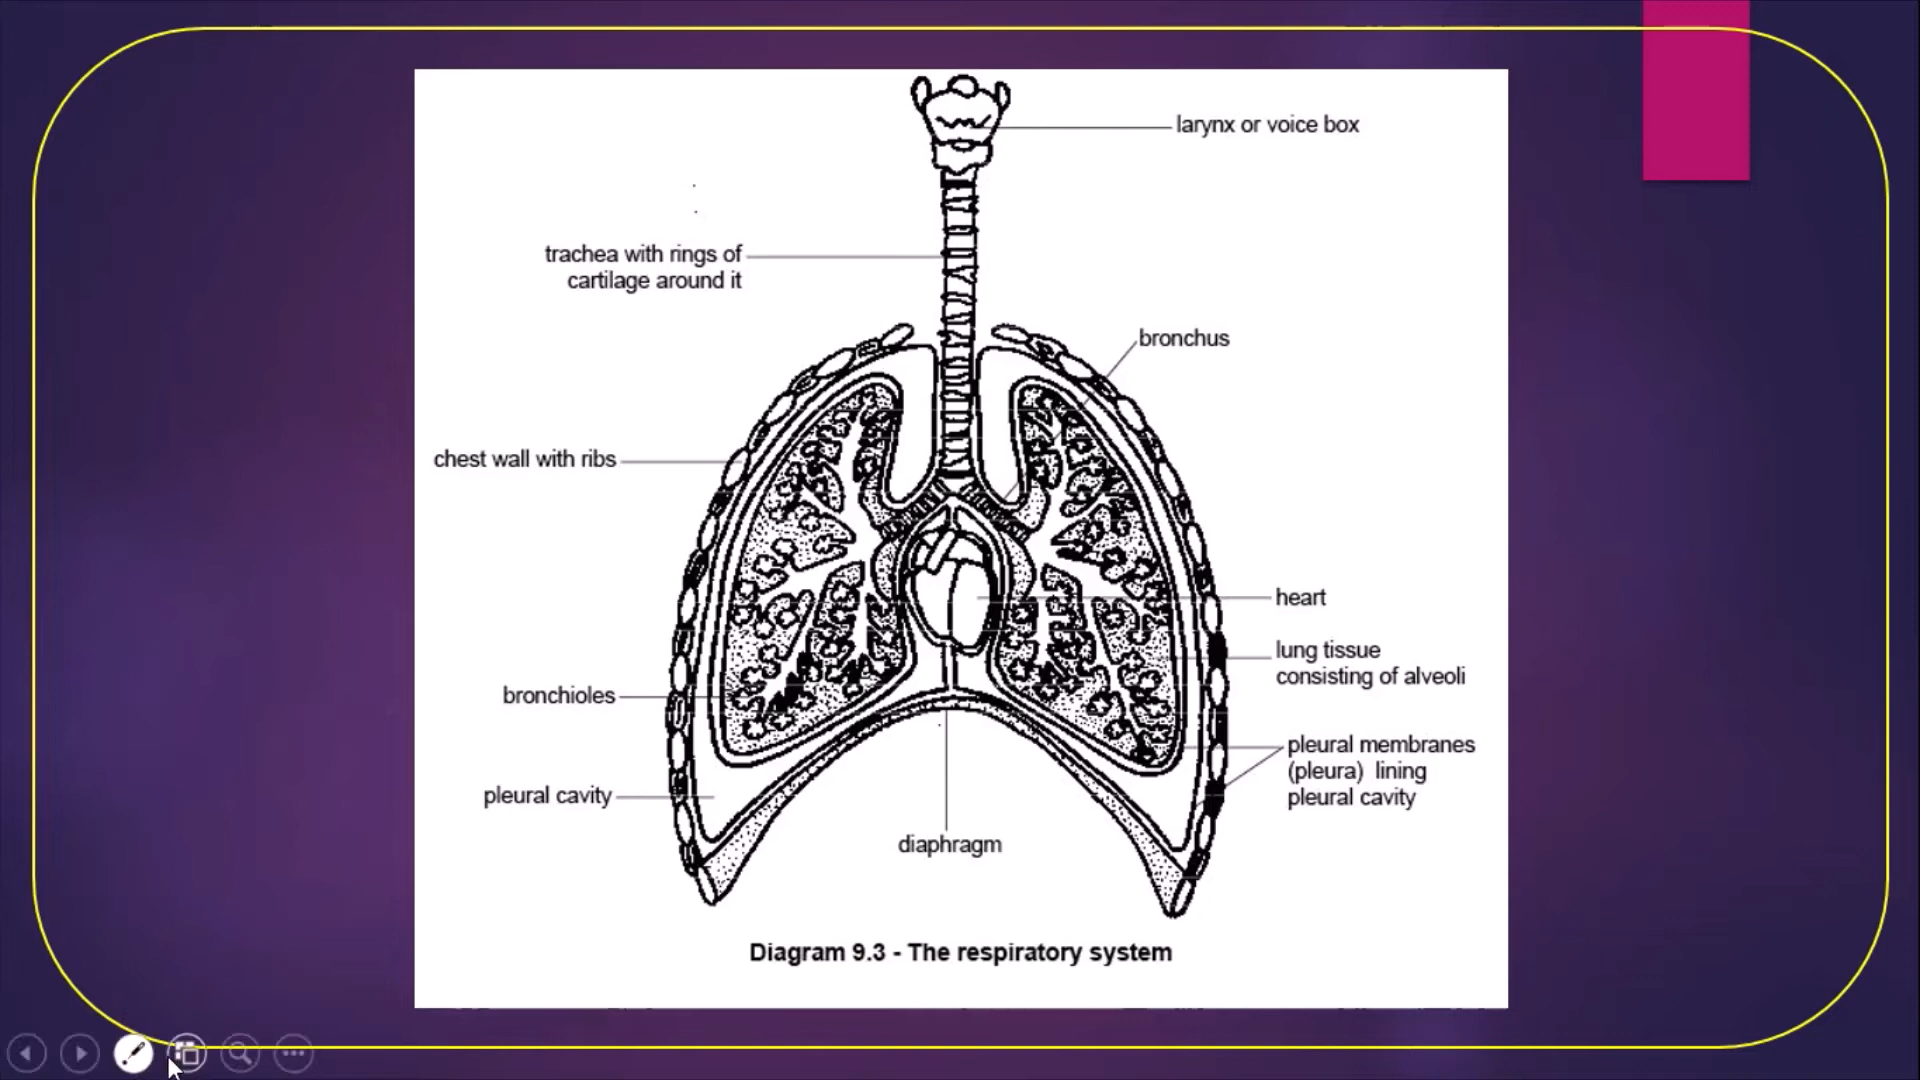 larynx or voice box
trachea with rings of
cartilage around it
bronchus
chest wall with ribs
heart
lung tissue
consisting of alveoli
bronchioles
pleural membranes
(pleura) lining
pleural cavity
pleural cavity
diaphragm
Diagram 9.3 - The respiratory system